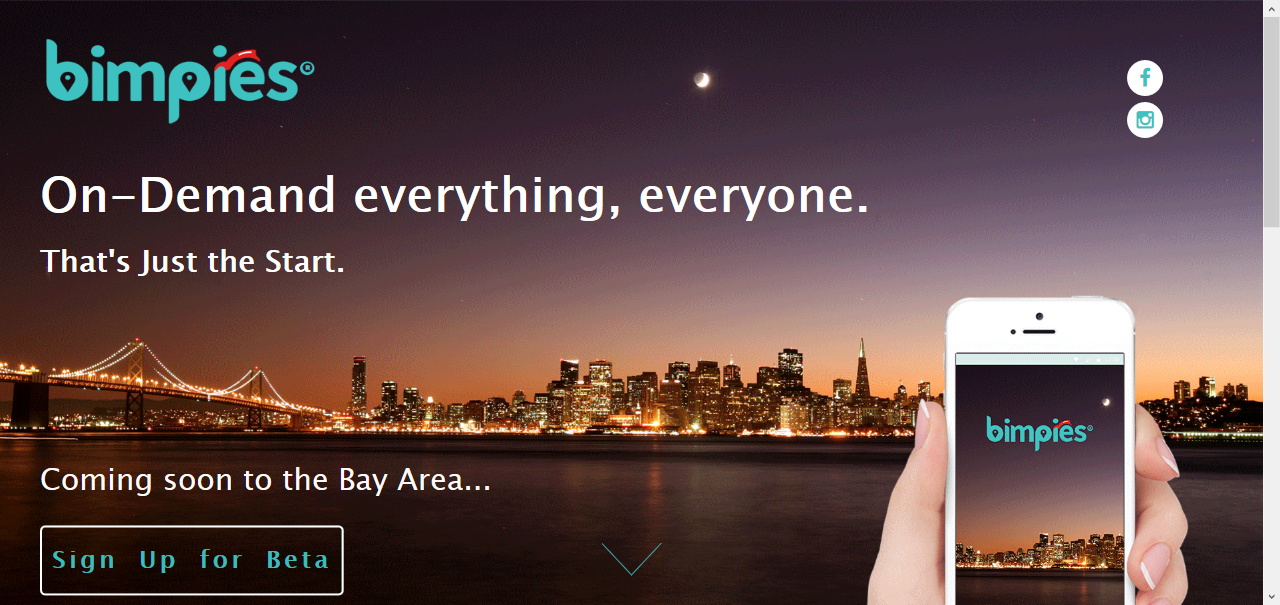 bimpies®
On-Demand everything, everyone.
That's Just the Start.
bimpies®
Coming soon to the Bay Area...
Sign Up for Beta